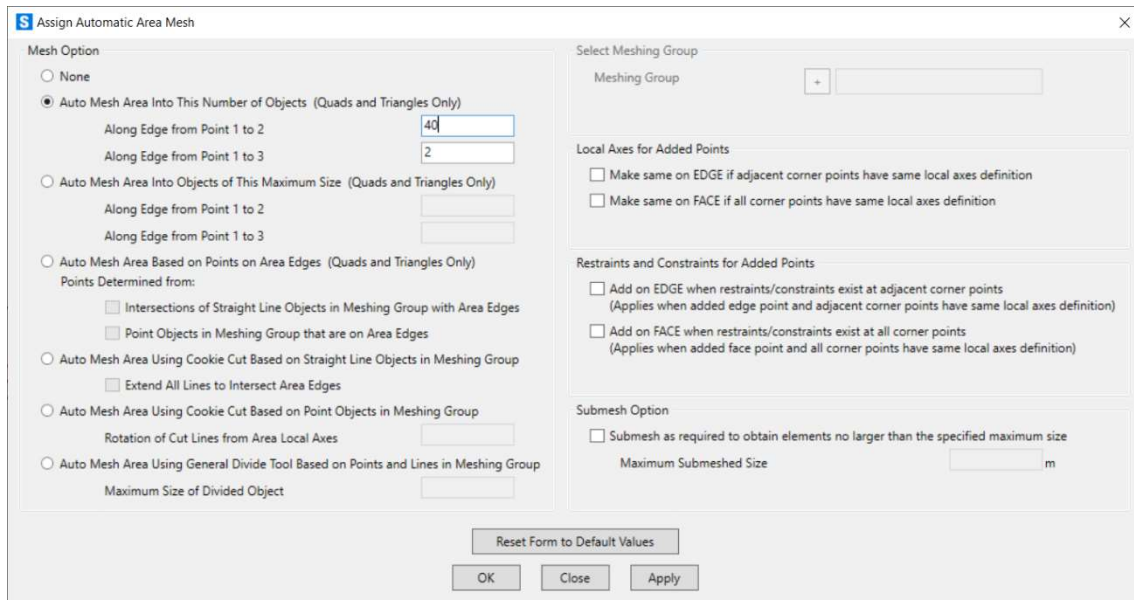 S Assign Automatic Area Mesh
Mesh Option
None
Auto Mesh Area Into This Number of Objects (Quads and Triangles Only)
Along Edge from Point 1 to 2
40
Along Edge from Point 1 to 3
2
Auto Mesh Area Into Objects of This Maximum Size (Quads and Triangles Only)
Along Edge from Point 1 to 2
Along Edge from Point 1 to 3
Auto Mesh Area Based on Points on Area Edges (Quads and Triangles Only)
Points Determined from:
Intersections of Straight Line Objects in Meshing Group with Area Edges
Point Objects in Meshing Group that are on Area Edges
Auto Mesh Area Using Cookie Cut Based on Straight Line Objects in Meshing Group
Extend All Lines to Intersect Area Edges
Auto Mesh Area Using Cookie Cut Based on Point Objects in Meshing Group
Rotation of Cut Lines from Area Local Axes
Auto Mesh Area Using General Divide Tool Based on Points and Lines in Meshing Group
Maximum Size of Divided Object
Select Meshing Group
Meshing Group
+
Local Axes for Added Points
Make same on EDGE if adjacent corner points have same local axes definition
Make same on FACE if all corner points have same local axes definition
Restraints and Constraints for Added Points
Add on EDGE when restraints/constraints exist at adjacent corner points
(Applies when added edge point and adjacent corner points have same local axes definition)
Add on FACE when restraints/constraints exist at all corner points
(Applies when added face point and all corner points have same local axes definition)
Submesh Option
Submesh as required to obtain elements no larger than the specified maximum size
Maximum Submeshed Size
m
Reset Form to Default Values
OK
Close
Apply